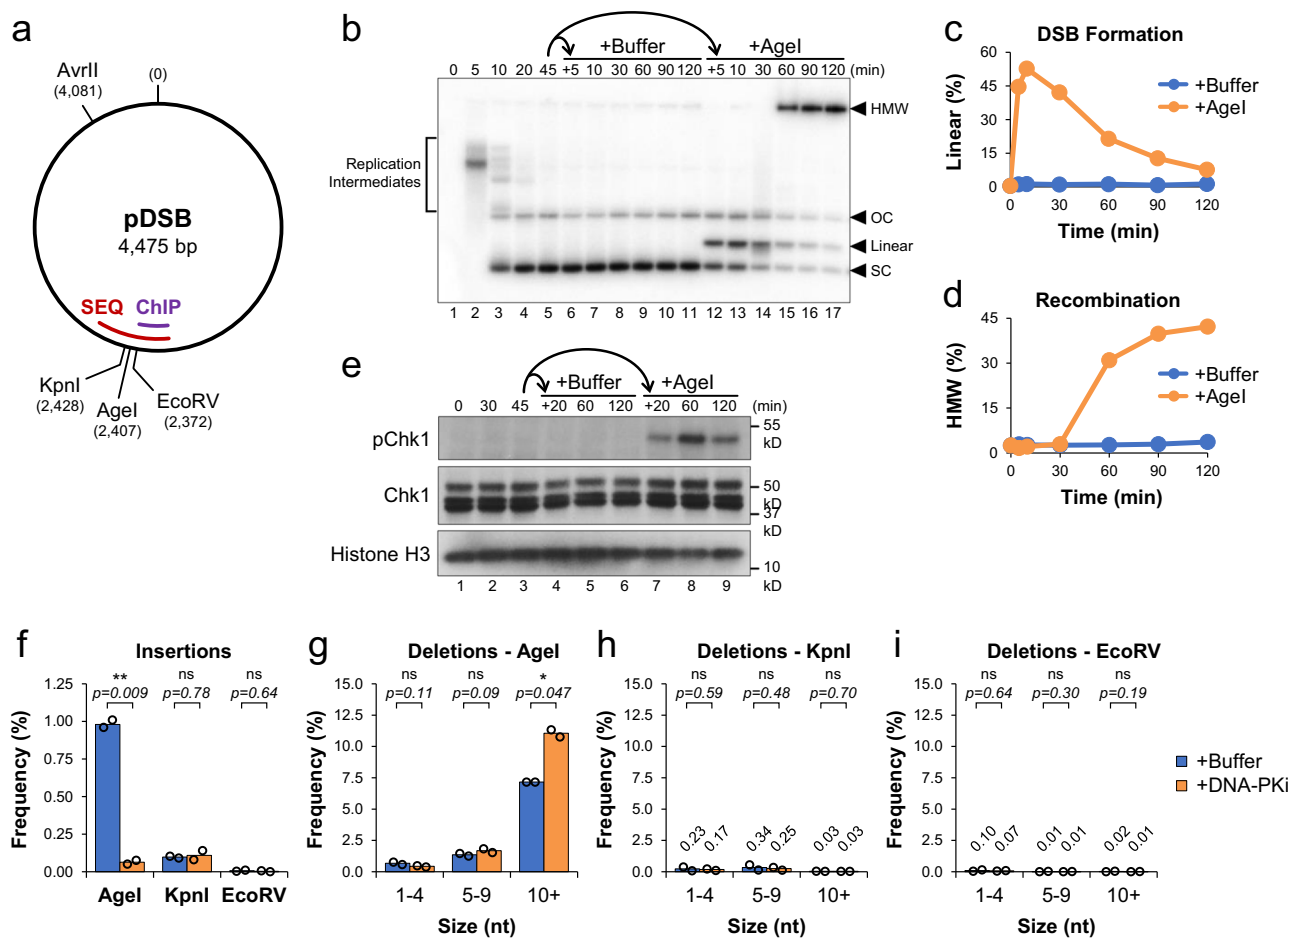 a
AvrII
(4,081)
(0)
pDSB
4,475 bp
SEQ
ChIP
KpnI
(2,428)
AgeI
(2,407)
EcoRV
(2,372)
b
+Buffer
+AgeI
0 5 10 20 45 +5 10 30 60 90 120 +5 10 30 60 90 120 (min)
HMW
Replication
Intermediates
OC
Linear
SC
1 2 3 4 5 6 7 8 9 10 11 12 13 14 15 16 17
c
DSB Formation
Linear (%)
60
45
30
15
0
+Buffer
+AgeI
0 30 60 90 120
Time (min)
d
Recombination
HMW (%)
45
30
15
0
+Buffer
+AgeI
0 30 60 90 120
Time (min)
e
+Buffer
+AgeI
0 30 45 +20 60 120 +20 60 120 (min)
pChk1
55
kD
Chk1
50
kD
37
kD
Histone H3
10
kD
1 2 3 4 5 6 7 8 9
f
Insertions
** ns ns
p=0.009 p=0.78 p=0.64
Frequency (%)
1.25
1.00
0.75
0.50
0.25
0.00
AgeI KpnI EcoRV
g
Deletions - AgeI
ns ns *
p=0.11 p=0.09 p=0.047
Frequency (%)
15.0
12.5
10.0
7.5
5.0
2.5
0.0
1-4 5-9 10+
Size (nt)
h
Deletions - KpnI
ns ns ns
p=0.59 p=0.48 p=0.70
Frequency (%)
15.0
12.5
10.0
7.5
5.0
2.5
0.0
0.23 0.17 0.34 0.25 0.03 0.03
1-4 5-9 10+
Size (nt)
i
Deletions - EcoRV
ns ns ns
p=0.64 p=0.30 p=0.19
Frequency (%)
15.0
12.5
10.0
7.5
5.0
2.5
0.0
0.10 0.07 0.01 0.01 0.02 0.01
1-4 5-9 10+
Size (nt)
+Buffer
+DNA-PKi